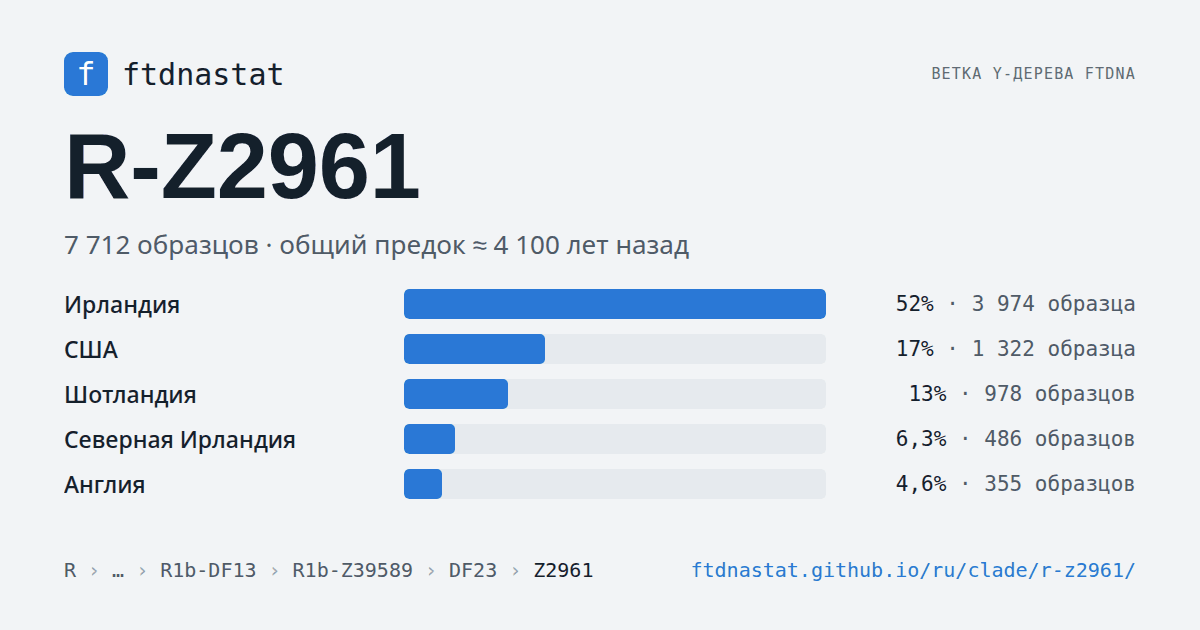 f ftdnastat
ВЕТКА Y-ДЕРЕВА FTDNA
R-Z2961
7 712 образцов · общий предок ≈ 4 100 лет назад
Ирландия 52% · 3 974 образца
США 17% · 1 322 образца
Шотландия 13% · 978 образцов
Северная Ирландия 6,3% · 486 образцов
Англия 4,6% · 355 образцов
R › … › R1b-DF13 › R1b-Z39589 › DF23 › Z2961
ftdnastat.github.io/ru/clade/r-z2961/